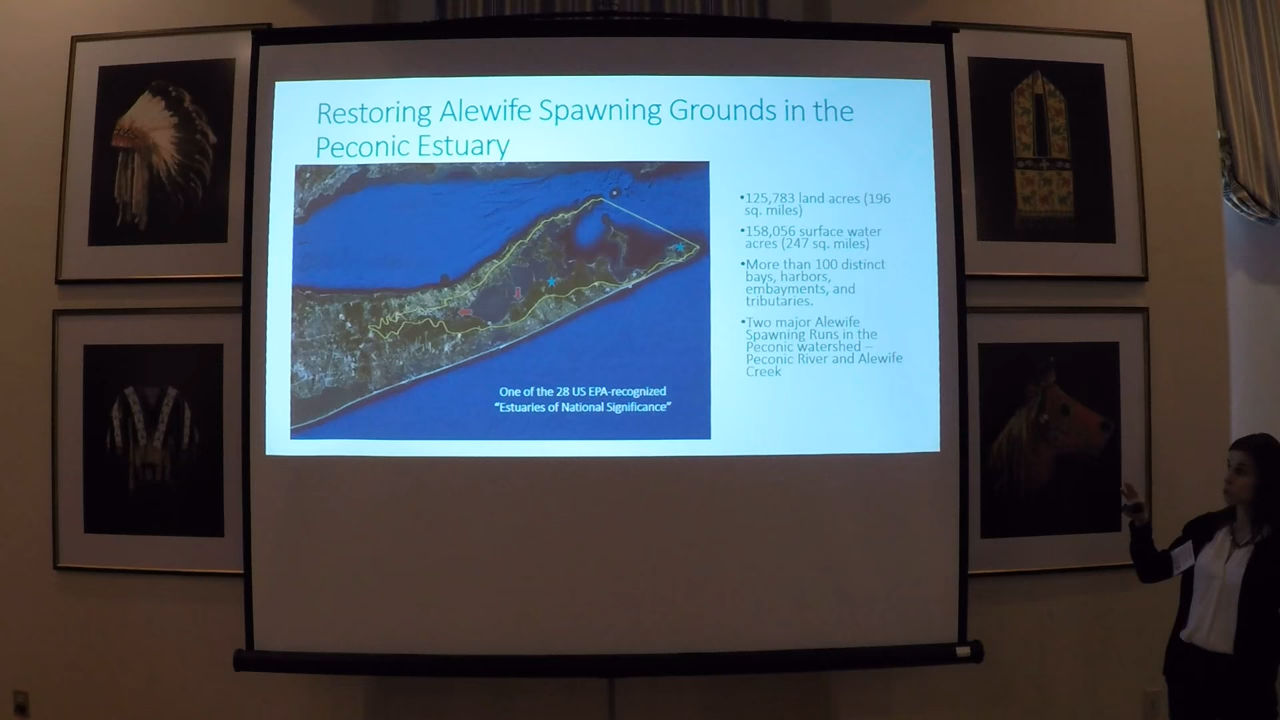 Restoring Alewife Spawning Grounds in the
Peconic Estuary
•125,783 land acres (196
sq. miles)
•158,056 surface water
acres (247 sq. miles)
•More than 100 distinct
bays, harbors,
embayments, and
tributaries.
•Two major Alewife
Spawning Runs in the
Peconic watershed –
Peconic River and Alewife
Creek
One of the 28 US EPA-recognized
“Estuaries of National Significance”